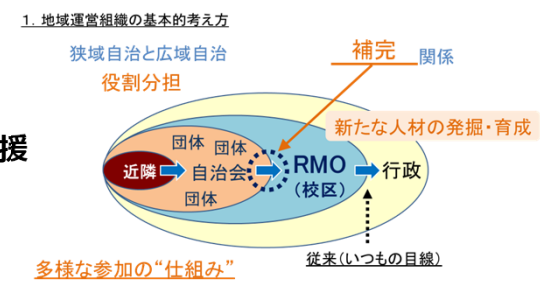 1. 地域運営組織の基本的考え方
狭域自治と広域自治
役割分担
補完 関係
新たな人材の発掘・育成
援
団体 団体
近隣 自治会 RMO 行政
(校区)
団体
従来(いつもの目線)
多様な参加の“仕組み”